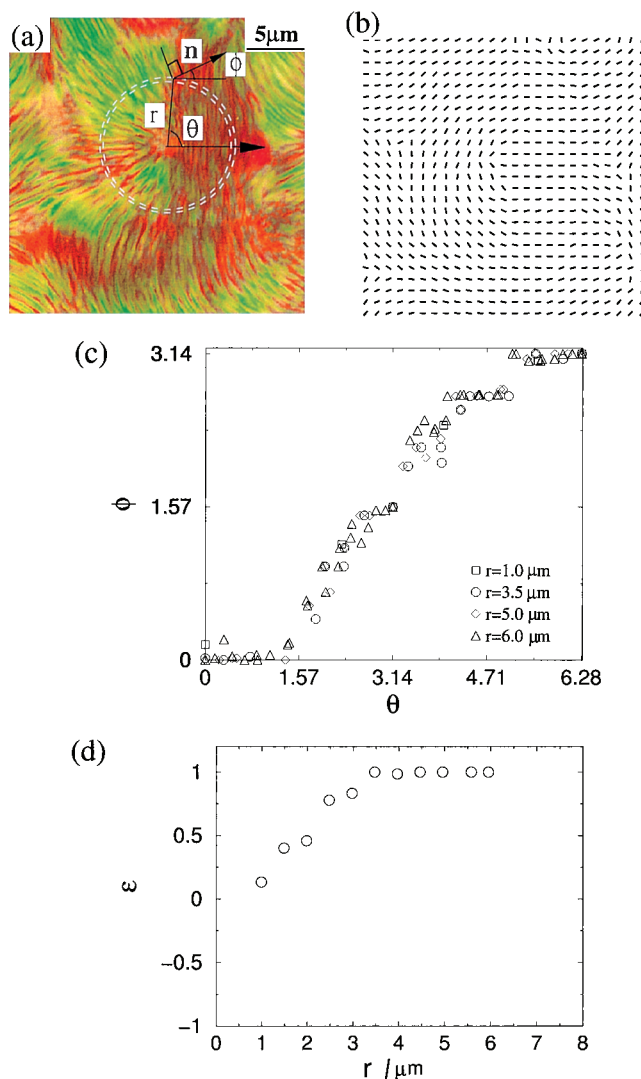 (a)
5μm
n
ϕ
r
θ
(b)
(c)
3.14
1.57
0
ϕ
□ r=1.0 μm
○ r=3.5 μm
◇ r=5.0 μm
△ r=6.0 μm
0 1.57 3.14 4.71 6.28
θ
(d)
1
0.5
0
−0.5
−1
ε
0 1 2 3 4 5 6 7 8
r /μm